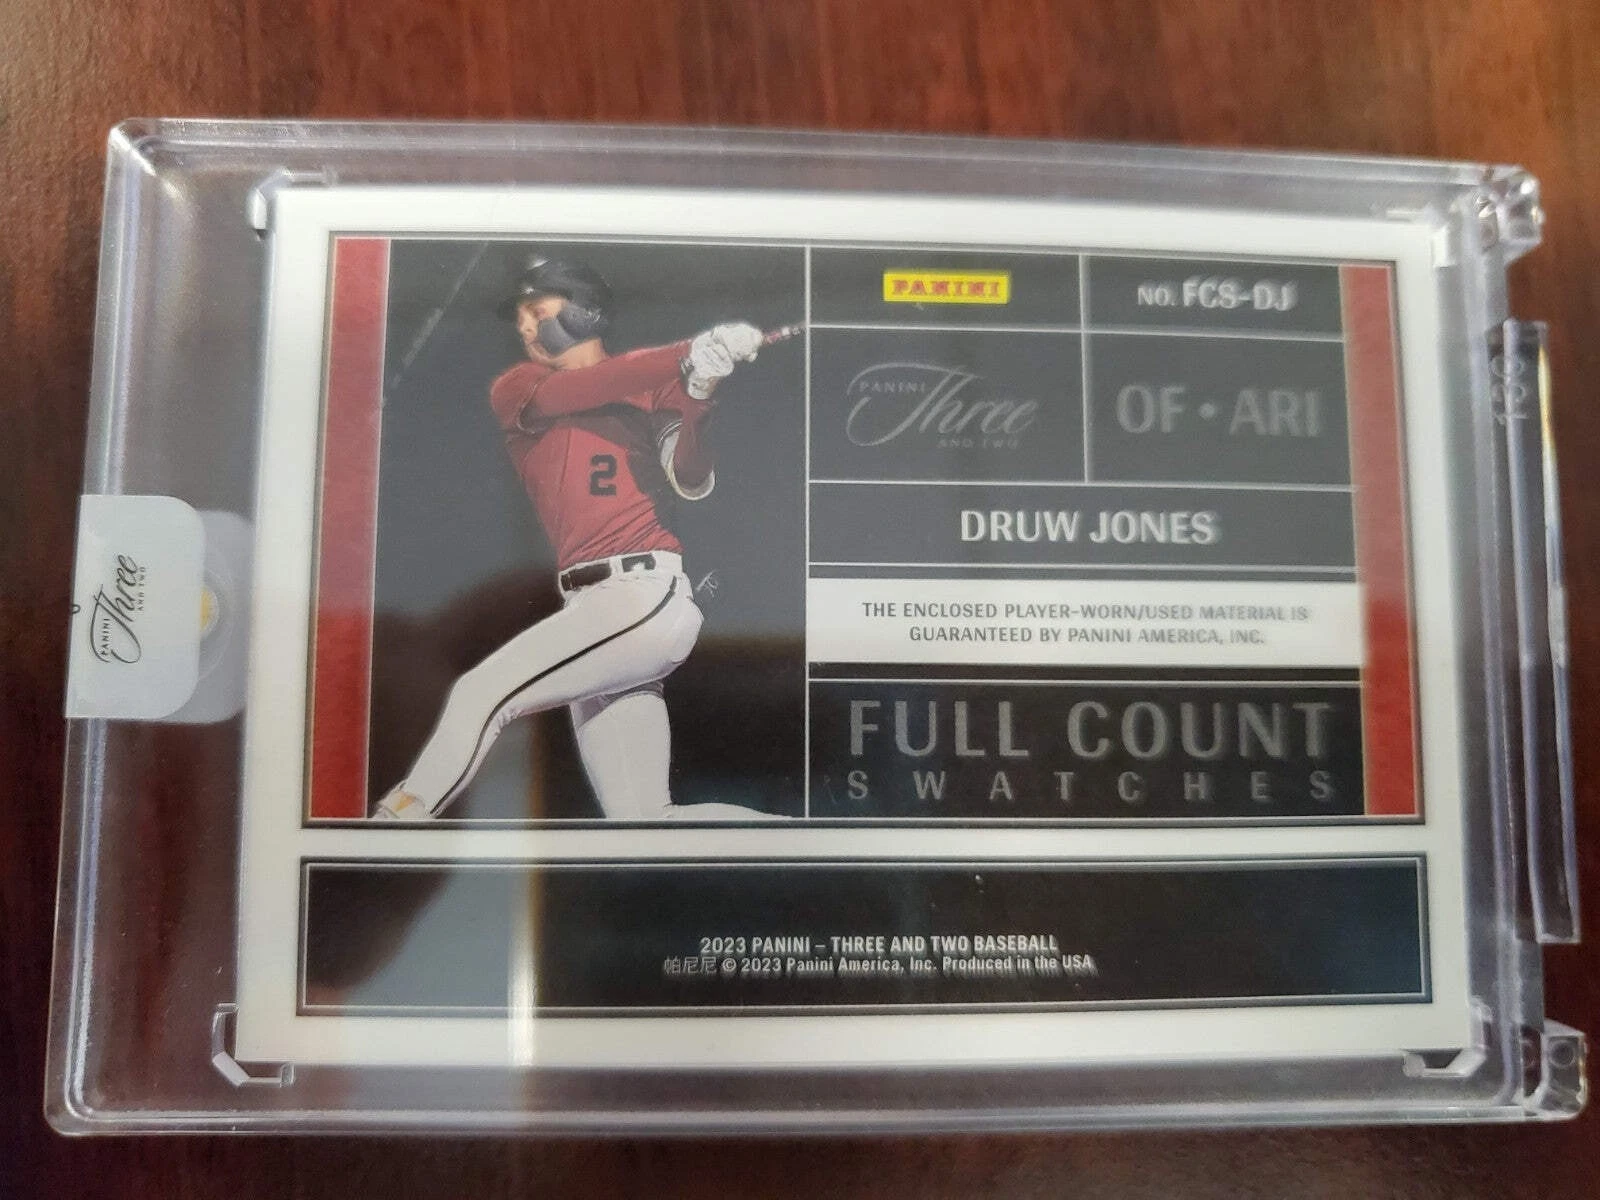 PANINI
NO. FCS-DJ
PANINI
Three
AND TWO
OF • ARI
2
DRUW JONES
THE ENCLOSED PLAYER-WORN/USED MATERIAL IS
GUARANTEED BY PANINI AMERICA, INC.
FULL COUNT
SWATCHES
2023 PANINI – THREE AND TWO BASEBALL
帕尼尼 © 2023 Panini America, Inc. Produced in the USA
PANINI
Three
AND TWO